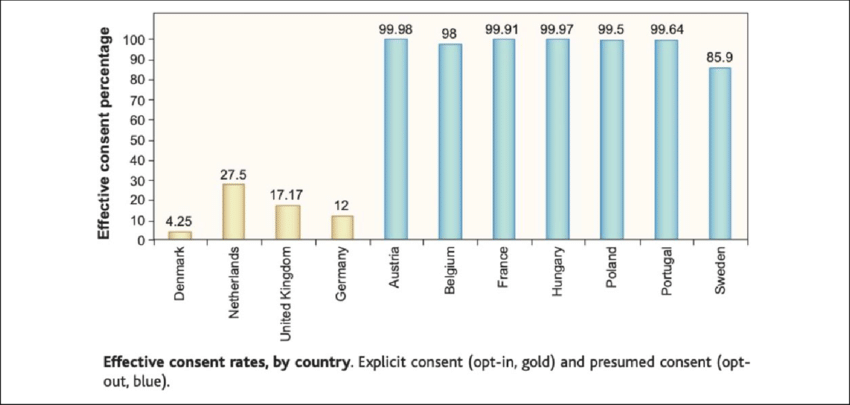 Effective consent percentage
100
90
80
70
60
50
40
30
20
10
0
4.25
27.5
17.17
12
99.98
98
99.91
99.97
99.5
99.64
85.9
Denmark
Netherlands
United Kingdom
Germany
Austria
Belgium
France
Hungary
Poland
Portugal
Sweden
Effective consent rates, by country. Explicit consent (opt-in, gold) and presumed consent (opt-
out, blue).